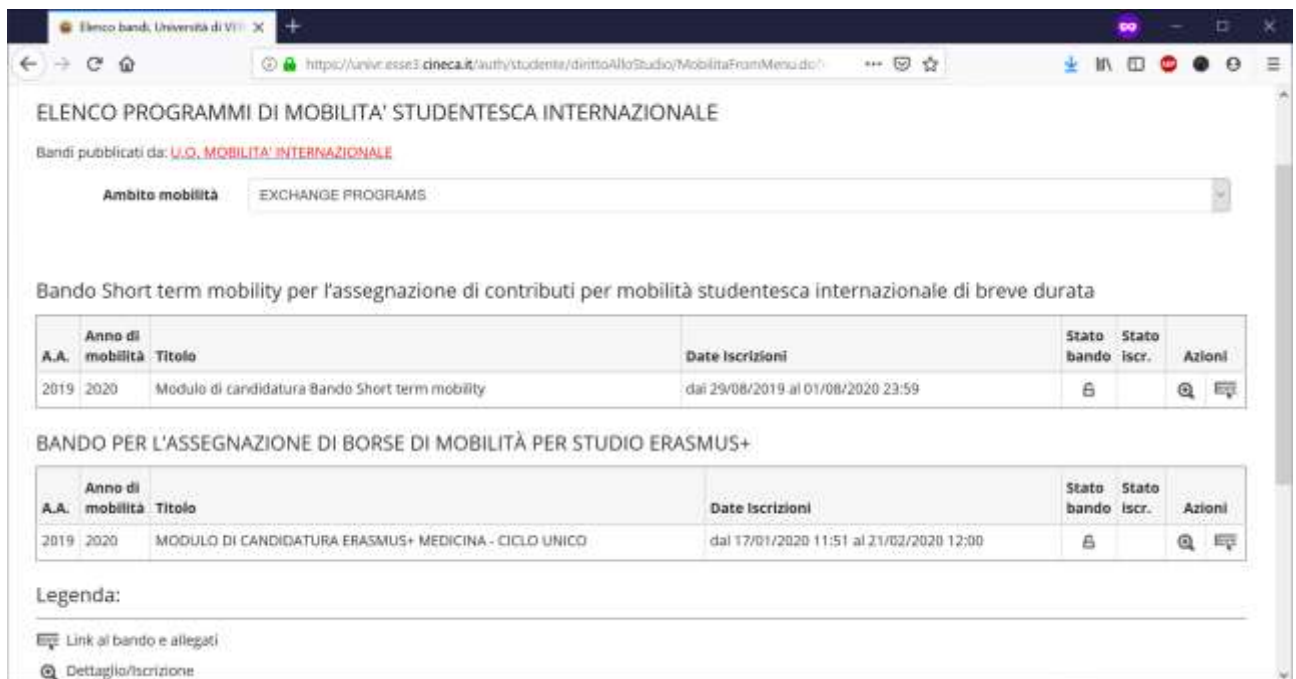 Elenco bandi, Università di
https://univr.esse3.cineca.it/auth/studente/dirittoAlloStudio/MobilitaFromMenu.do
ELENCO PROGRAMMI DI MOBILITA' STUDENTESCA INTERNAZIONALE
Bandi pubblicati da: U.O. MOBILITA' INTERNAZIONALE
Ambito mobilità EXCHANGE PROGRAMS
Bando Short term mobility per l'assegnazione di contributi per mobilità studentesca internazionale di breve durata
A.A. Anno di mobilità Titolo Date Iscrizioni Stato bando Stato iscr. Azioni
2019 2020 Modulo di candidatura Bando Short term mobility dal 29/08/2019 al 01/08/2020 23:59
BANDO PER L'ASSEGNAZIONE DI BORSE DI MOBILITÀ PER STUDIO ERASMUS+
A.A. Anno di mobilità Titolo Date Iscrizioni Stato bando Stato iscr. Azioni
2019 2020 MODULO DI CANDIDATURA ERASMUS+ MEDICINA - CICLO UNICO dal 17/01/2020 11:51 al 21/02/2020 12:00
Legenda:
Link al bando e allegati
Dettaglio/Iscrizione